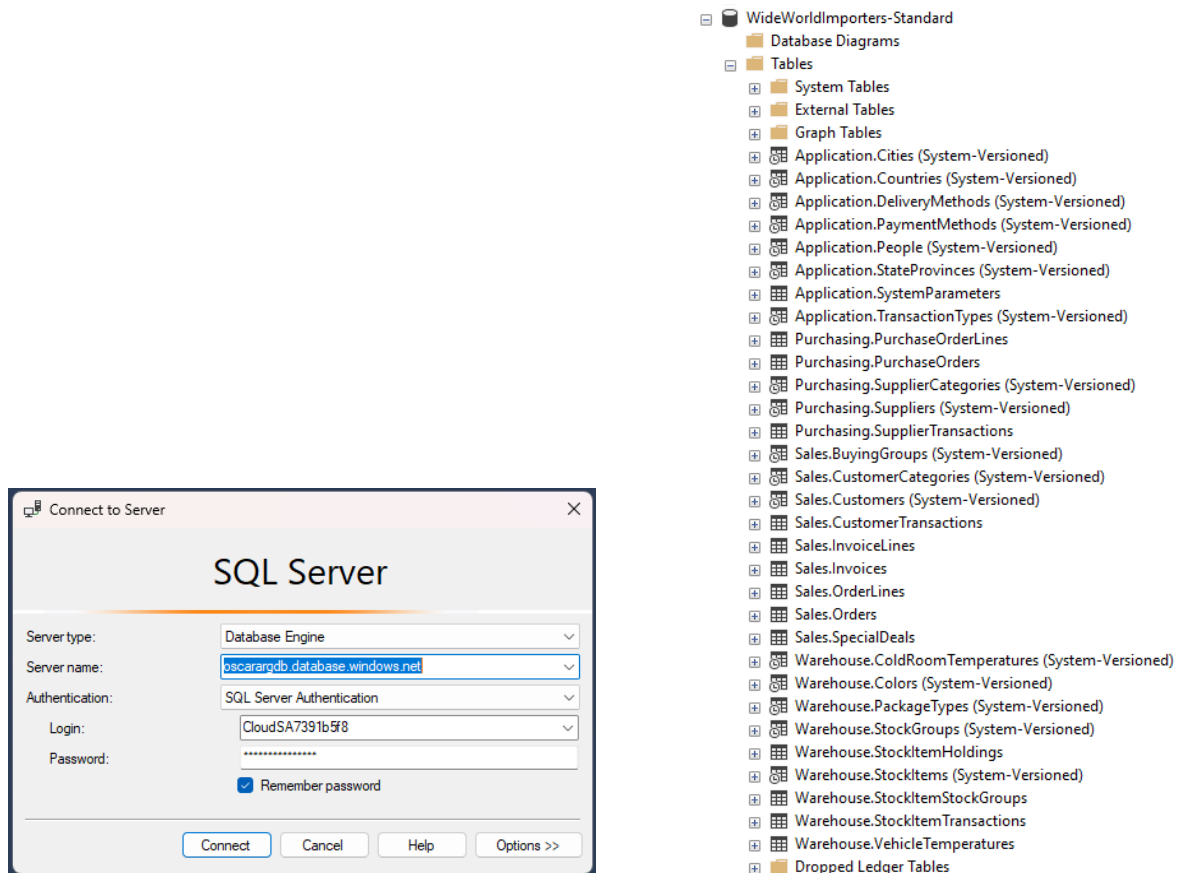 Connect to Server
SQL Server
Server type: Database Engine
Server name: oscarargdb.database.windows.net
Authentication: SQL Server Authentication
Login: CloudSA7391b5f8
Password: ***************
Remember password
Connect Cancel Help Options >>
WideWorldImporters-Standard
Database Diagrams
Tables
System Tables
External Tables
Graph Tables
Application.Cities (System-Versioned)
Application.Countries (System-Versioned)
Application.DeliveryMethods (System-Versioned)
Application.PaymentMethods (System-Versioned)
Application.People (System-Versioned)
Application.StateProvinces (System-Versioned)
Application.SystemParameters
Application.TransactionTypes (System-Versioned)
Purchasing.PurchaseOrderLines
Purchasing.PurchaseOrders
Purchasing.SupplierCategories (System-Versioned)
Purchasing.Suppliers (System-Versioned)
Purchasing.SupplierTransactions
Sales.BuyingGroups (System-Versioned)
Sales.CustomerCategories (System-Versioned)
Sales.Customers (System-Versioned)
Sales.CustomerTransactions
Sales.InvoiceLines
Sales.Invoices
Sales.OrderLines
Sales.Orders
Sales.SpecialDeals
Warehouse.ColdRoomTemperatures (System-Versioned)
Warehouse.Colors (System-Versioned)
Warehouse.PackageTypes (System-Versioned)
Warehouse.StockGroups (System-Versioned)
Warehouse.StockItemHoldings
Warehouse.StockItems (System-Versioned)
Warehouse.StockItemStockGroups
Warehouse.StockItemTransactions
Warehouse.VehicleTemperatures
Dropped Ledger Tables